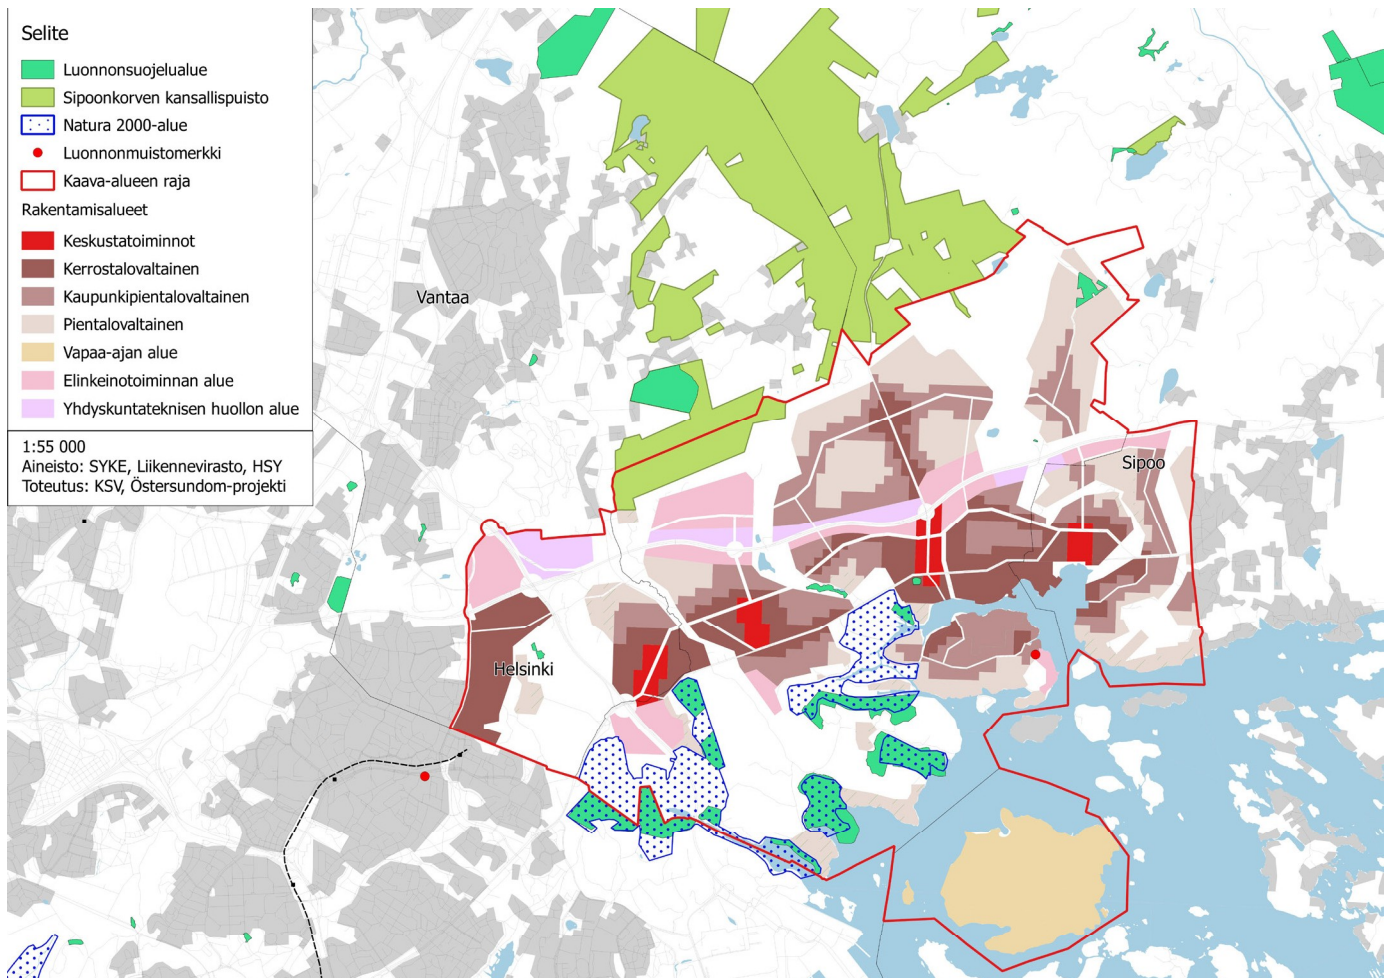 Selite
Luonnonsuojelualue
Sipoonkorven kansallispuisto
Natura 2000-alue
Luonnonmuistomerkki
Kaava-alueen raja
Rakentamisalueet
Keskustatoiminnot
Kerrostalovaltainen
Kaupunkipientalovaltainen
Pientalovaltainen
Vapaa-ajan alue
Elinkeinotoiminnan alue
Yhdyskuntateknisen huollon alue
1:55 000
Aineisto: SYKE, Liikennevirasto, HSY
Toteutus: KSV, Östersundom-projekti
Vantaa
Sipoo
Helsinki